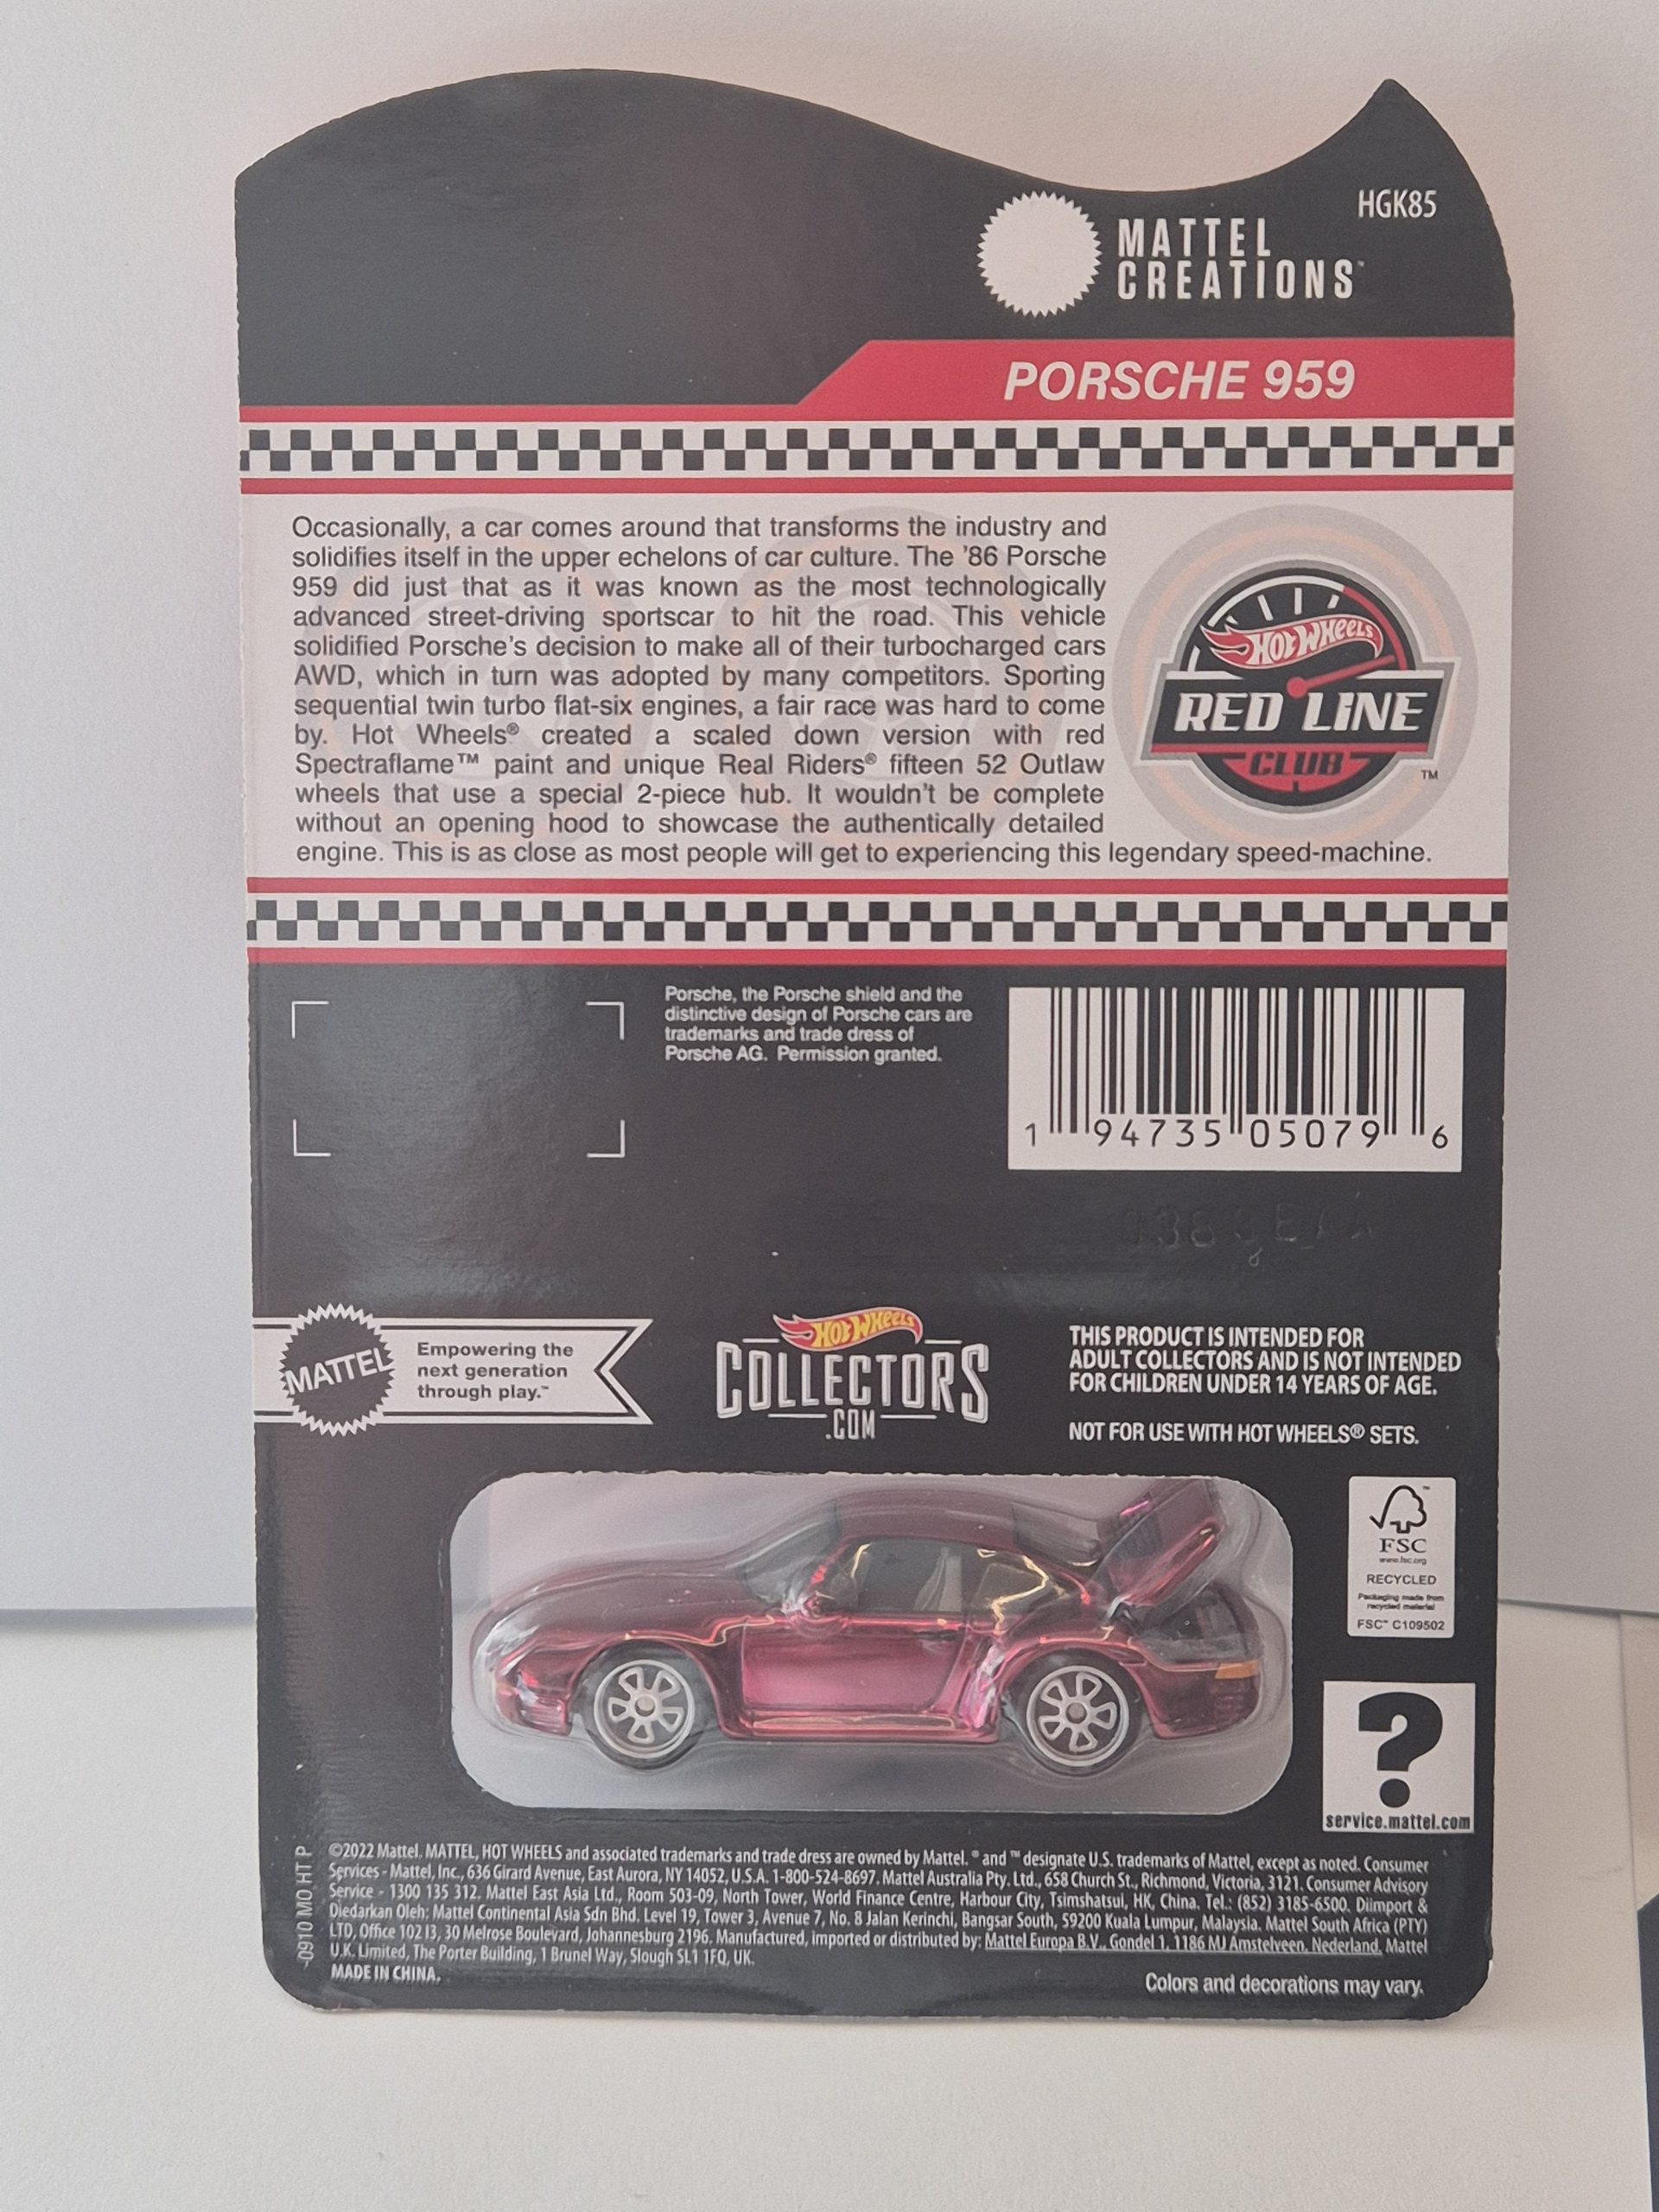 HGK85
MATTEL
CREATIONS™
PORSCHE 959
Occasionally, a car comes around that transforms the industry and
solidifies itself in the upper echelons of car culture. The '86 Porsche
959 did just that as it was known as the most technologically
advanced street-driving sportscar to hit the road. This vehicle
solidified Porsche's decision to make all of their turbocharged cars
AWD, which in turn was adopted by many competitors. Sporting
sequential twin turbo flat-six engines, a fair race was hard to come
by. Hot Wheels® created a scaled down version with red
Spectraflame™ paint and unique Real Riders® fifteen 52 Outlaw
wheels that use a special 2-piece hub. It wouldn't be complete
without an opening hood to showcase the authentically detailed
engine. This is as close as most people will get to experiencing this legendary speed-machine.
HOT WHEELS
RED LINE
CLUB
™
Porsche, the Porsche shield and the
distinctive design of Porsche cars are
trademarks and trade dress of
Porsche AG. Permission granted.
1 94735 05079 6
MATTEL
Empowering the
next generation
through play.™
HOT WHEELS
COLLECTORS
.COM
THIS PRODUCT IS INTENDED FOR
ADULT COLLECTORS AND IS NOT INTENDED
FOR CHILDREN UNDER 14 YEARS OF AGE.
NOT FOR USE WITH HOT WHEELS® SETS.
FSC
www.fsc.org
RECYCLED
Packaging made from
recycled material
FSC™ C109502
?
service.mattel.com
-0910 MO HT P
©2022 Mattel. MATTEL, HOT WHEELS and associated trademarks and trade dress are owned by Mattel. ® and ™ designate U.S. trademarks of Mattel, except as noted. Consumer
Services - Mattel, Inc., 636 Girard Avenue, East Aurora, NY 14052, U.S.A. 1-800-524-8697. Mattel Australia Pty. Ltd., 658 Church St., Richmond, Victoria, 3121. Consumer Advisory
Service - 1300 135 312. Mattel East Asia Ltd., Room 503-09, North Tower, World Finance Centre, Harbour City, Tsimshatsui, HK, China. Tel.: (852) 3185-6500. Diimport &
Diedarkan Oleh: Mattel Continental Asia Sdn Bhd. Level 19, Tower 3, Avenue 7, No. 8 Jalan Kerinchi, Bangsar South, 59200 Kuala Lumpur, Malaysia. Mattel South Africa (PTY)
LTD, Office 102 I3, 30 Melrose Boulevard, Johannesburg 2196. Manufactured, imported or distributed by: Mattel Europa B.V., Gondel 1, 1186 MJ Amstelveen, Nederland. Mattel
U.K. Limited, The Porter Building, 1 Brunel Way, Slough SL1 1FQ, UK.
MADE IN CHINA.
Colors and decorations may vary.